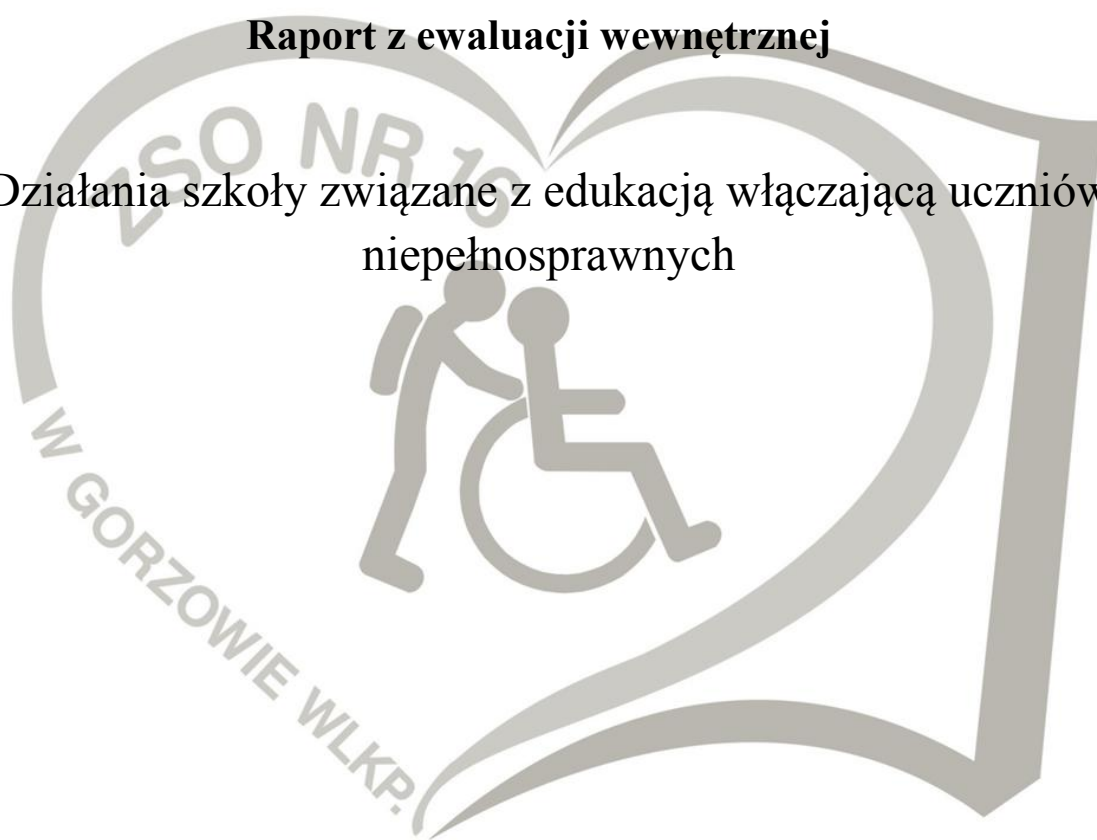 Raport z ewaluacji wewnętrznej
ZSO NR 16
Działania szkoły związane z edukacją włączającą uczniów
niepełnosprawnych
W GORZOWIE WLKP.